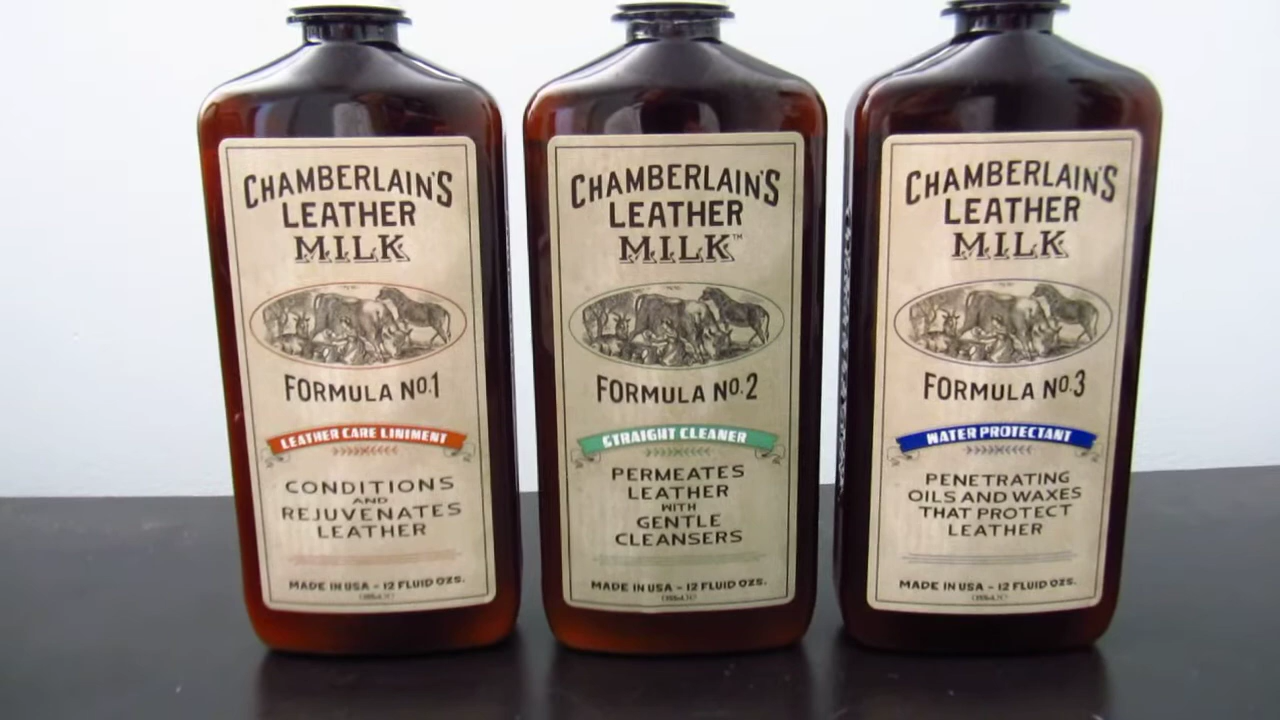 CHAMBERLAIN'S
LEATHER
MILK
FORMULA NO.1
LEATHER CARE LINIMENT
CONDITIONS
AND
REJUVENATES
LEATHER
MADE IN USA - 12 FLUID OZS.
CHAMBERLAIN'S
LEATHER
MILK™
FORMULA NO.2
STRAIGHT CLEANER
PERMEATES
LEATHER
WITH
GENTLE
CLEANSERS
MADE IN USA - 12 FLUID OZS.
CHAMBERLAIN'S
LEATHER
MILK
FORMULA NO.3
WATER PROTECTANT
PENETRATING
OILS AND WAXES
THAT PROTECT
LEATHER
MADE IN USA - 12 FLUID OZS.